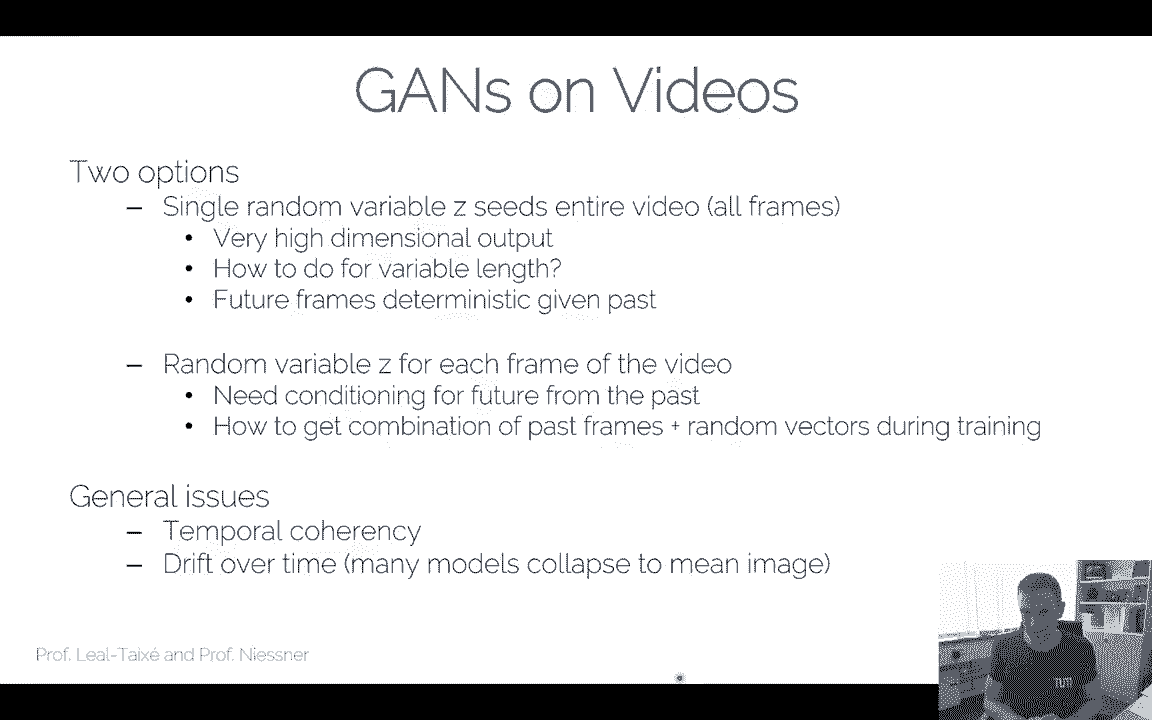 GANs on Videos
Two options
– Single random variable z seeds entire video (all frames)
• Very high dimensional output
• How to do for variable length?
• Future frames deterministic given past
– Random variable z for each frame of the video
• Need conditioning for future from the past
• How to get combination of past frames + random vectors during training
General issues
– Temporal coherency
– Drift over time (many models collapse to mean image)
Prof. Leal-Taixé and Prof. Niessner
TUM